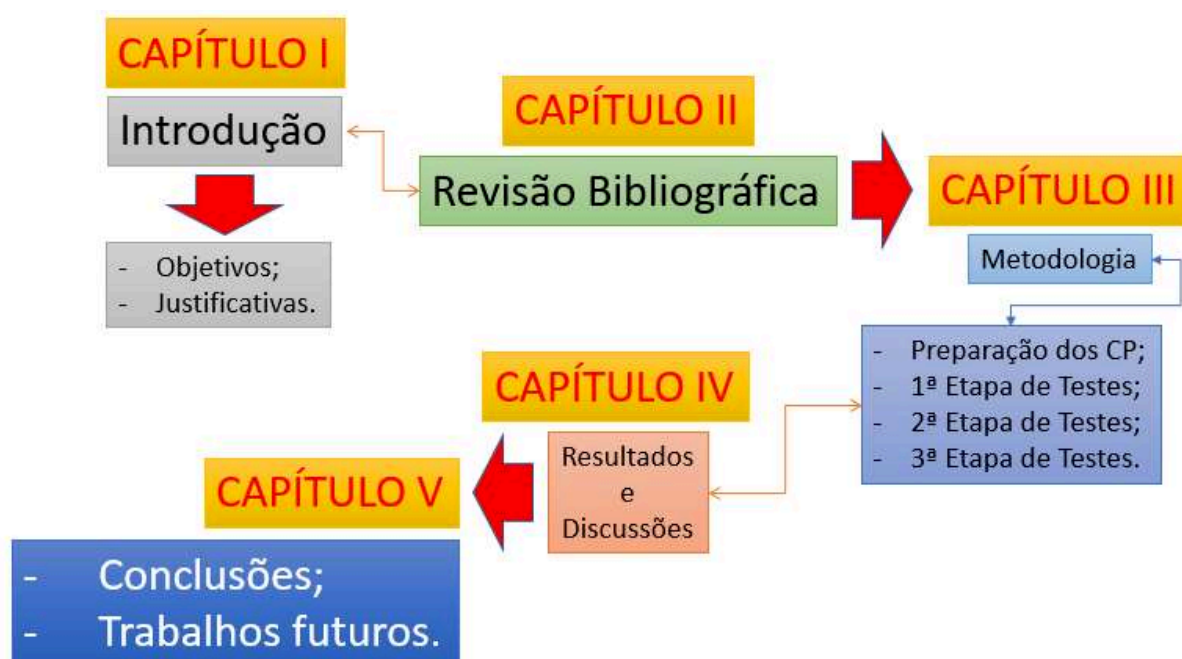 CAPÍTULO I
Introdução
- Objetivos;
- Justificativas.
CAPÍTULO II
Revisão Bibliográfica
CAPÍTULO III
Metodologia
- Preparação dos CP;
- 1ª Etapa de Testes;
- 2ª Etapa de Testes;
- 3ª Etapa de Testes.
CAPÍTULO IV
Resultados
e
Discussões
CAPÍTULO V
- Conclusões;
- Trabalhos futuros.